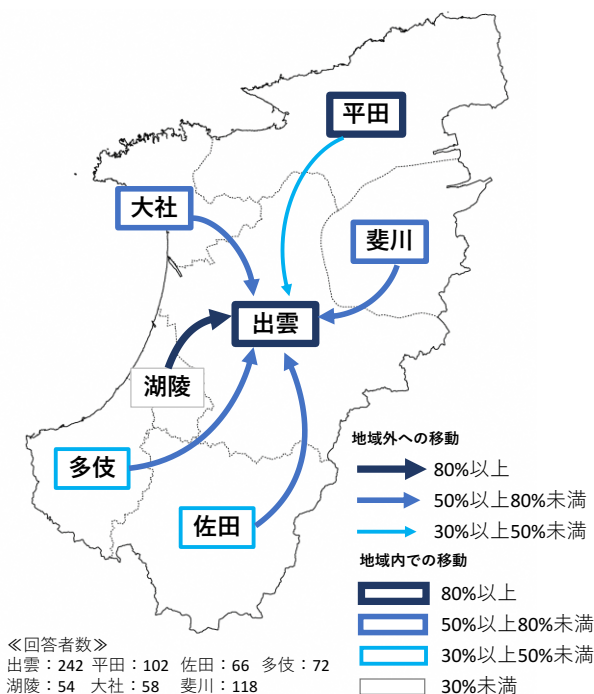 平田
大社
斐川
出雲
湖陵
多伎
佐田
地域外への移動
80%以上
50%以上80%未満
30%以上50%未満
地域内での移動
80%以上
50%以上80%未満
30%以上50%未満
30%未満
≪回答者数≫
出雲：242 平田：102 佐田：66 多伎：72
湖陵：54 大社：58 斐川：118